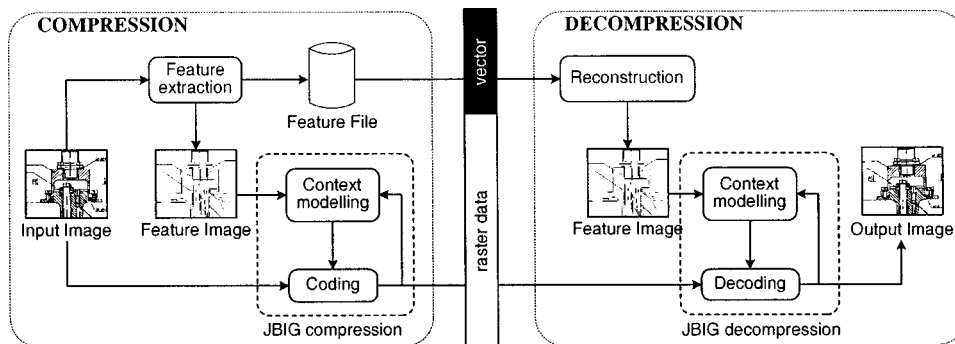 COMPRESSION
Feature
extraction
Feature File
Input Image
Feature Image
Context
modelling
Coding
JBIG compression
vector
raster data
DECOMPRESSION
Reconstruction
Feature Image
Context
modelling
Decoding
JBIG decompression
Output Image